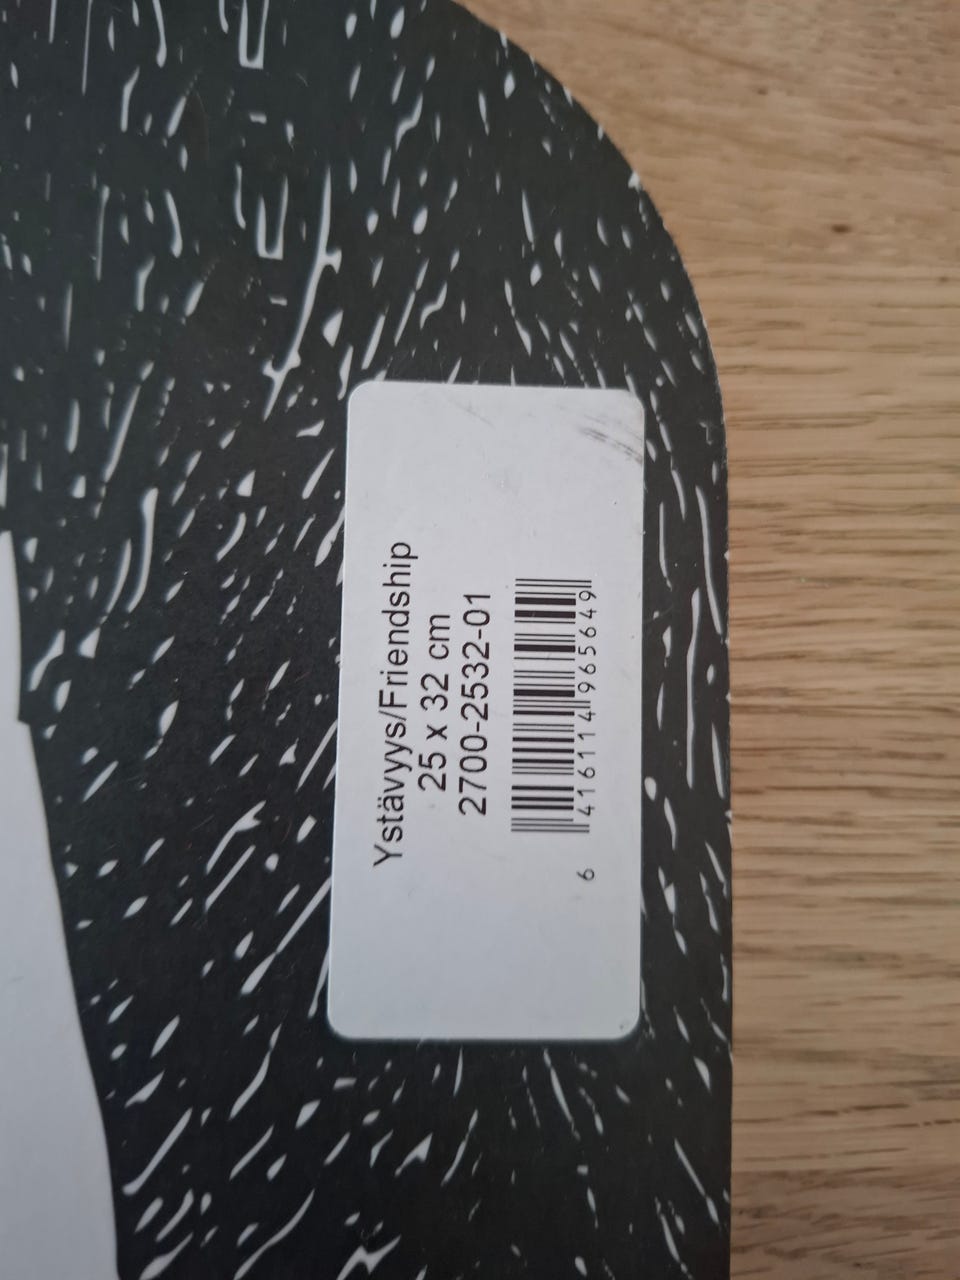 Ystävyys/Friendship
25 x 32 cm
2700-2532-01
6 416114 965649